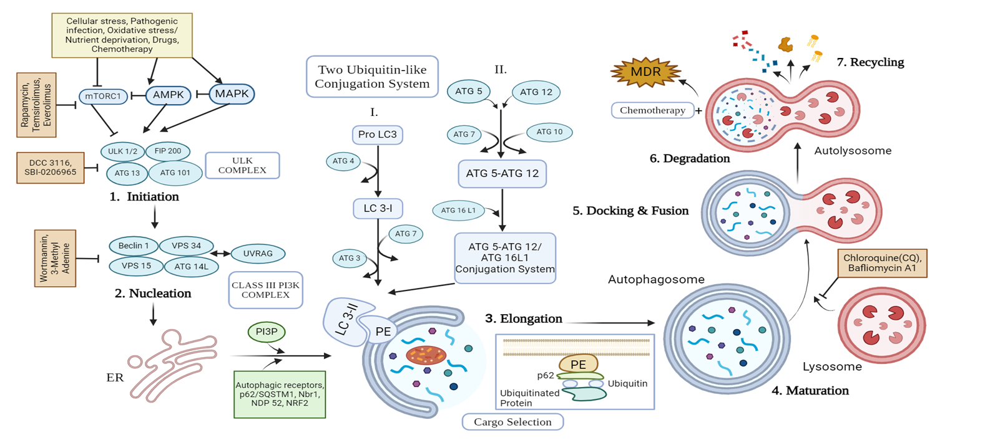 Cellular stress, Pathogenic
infection, Oxidative stress/
Nutrient deprivation, Drugs,
Chemotherapy
Rapamycin,
Temsirolimus,
Everolimus
mTORC1
AMPK
MAPK
DCC 3116,
SBI-0206965
ULK 1/2
FIP 200
ATG 13
ATG 101
ULK
COMPLEX
1. Initiation
Wortmannin,
3-Methyl
Adenine
Beclin 1
VPS 34
VPS 15
ATG 14L
UVRAG
CLASS III PI3K
COMPLEX
2. Nucleation
ER
PI3P
Autophagic receptors,
p62/SQSTM1, Nbr1,
NDP 52, NRF2
Two Ubiquitin-like
Conjugation System
I.
Pro LC3
ATG 4
LC 3-I
ATG 7
ATG 3
LC 3-II
PE
II.
ATG 5
ATG 12
ATG 7
ATG 10
ATG 5-ATG 12
ATG 16 L1
ATG 5-ATG 12/
ATG 16L1
Conjugation System
3. Elongation
PE
p62
Ubiquitin
Ubiquitinated
Protein
Cargo Selection
Autophagosome
4. Maturation
Lysosome
Chloroquine(CQ),
Bafliomycin A1
5. Docking & Fusion
6. Degradation
Autolysosome
Chemotherapy
+
MDR
7. Recycling